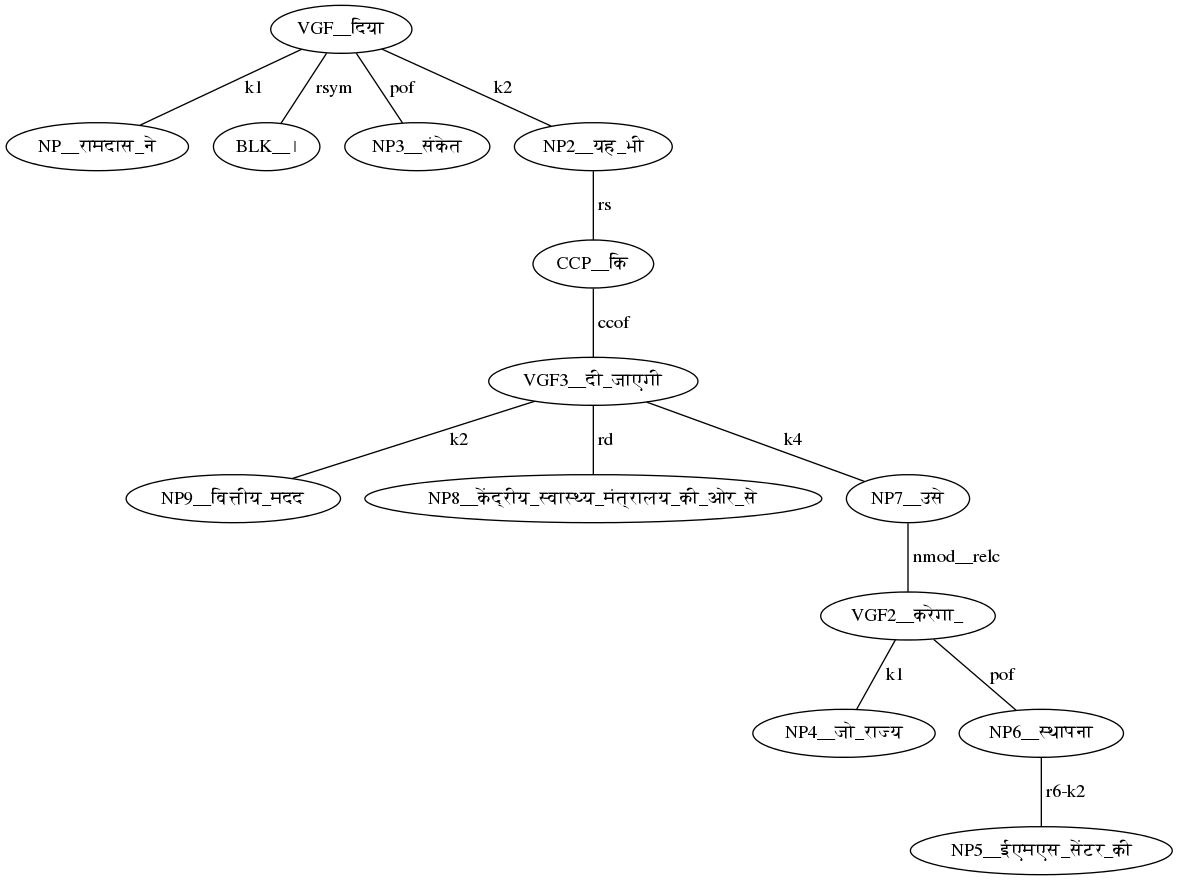 VGF__दिया
k1 rsym pof k2
NP__रामदास_ने BLK__। NP3__संकेत NP2__यह_भी
rs
CCP__कि
ccof
VGF3__दी_जाएगी
k2 rd k4
NP9__वित्तीय_मदद NP8__केंद्रीय_स्वास्थ्य_मंत्रालय_की_ओर_से NP7__उसे
nmod__relc
VGF2__करेगा_
k1 pof
NP4__जो_राज्य NP6__स्थापना
r6-k2
NP5__ईएमएस_सेंटर_की